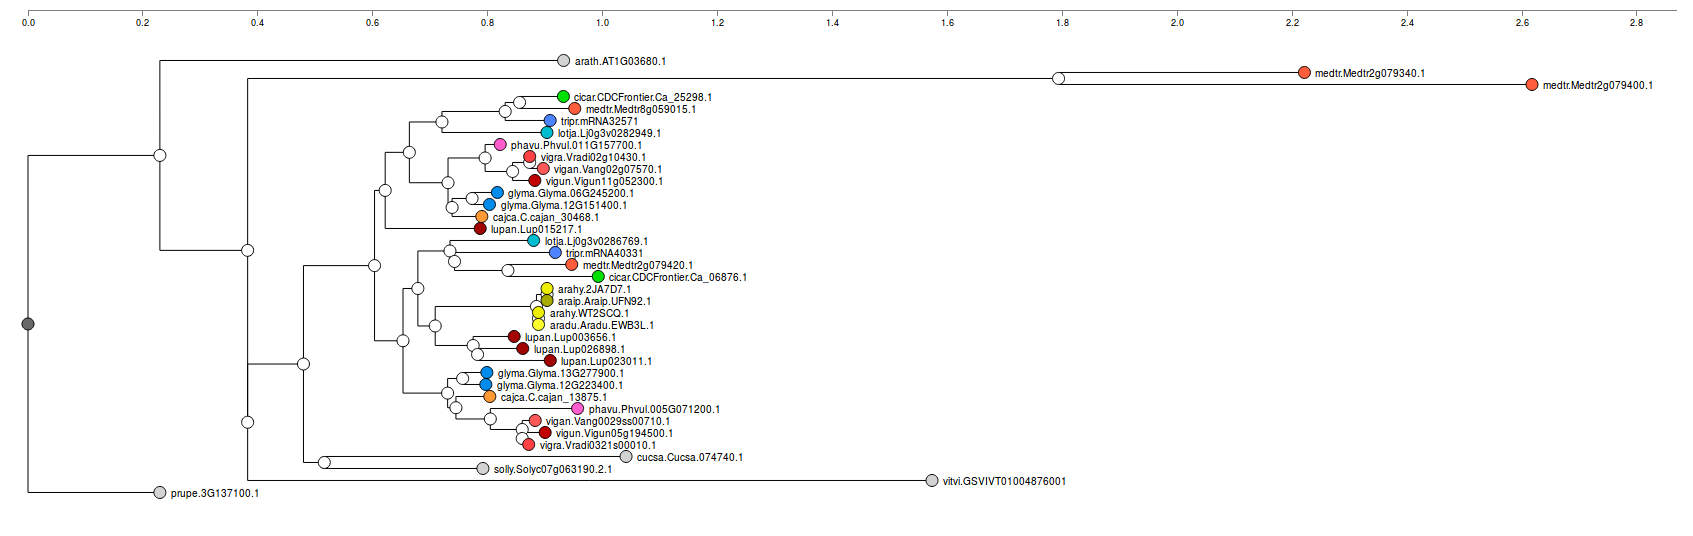 0.0 0.2 0.4 0.6 0.8 1.0 1.2 1.4 1.6 1.8 2.0 2.2 2.4 2.6 2.8
arath.AT1G03680.1
medtr.Medtr2g079340.1
medtr.Medtr2g079400.1
cicar.CDCFrontier.Ca_25298.1
medtr.Medtr8g059015.1
tripr.mRNA32571
lotja.Lj0g3v0282949.1
phavu.Phvul.011G157700.1
vigra.Vradi02g10430.1
vigan.Vang02g07570.1
vigun.Vigun11g052300.1
glyma.Glyma.06G245200.1
glyma.Glyma.12G151400.1
cajca.C.cajan_30468.1
lupan.Lup015217.1
lotja.Lj0g3v0286769.1
tripr.mRNA40331
medtr.Medtr2g079420.1
cicar.CDCFrontier.Ca_06876.1
arahy.2JA7D7.1
araip.Araip.UFN92.1
arahy.WT2SCQ.1
aradu.Aradu.EWB3L.1
lupan.Lup003656.1
lupan.Lup026898.1
lupan.Lup023011.1
glyma.Glyma.13G277900.1
glyma.Glyma.12G223400.1
cajca.C.cajan_13875.1
phavu.Phvul.005G071200.1
vigan.Vang0029ss00710.1
vigun.Vigun05g194500.1
vigra.Vradi0321s00010.1
cucsa.Cucsa.074740.1
solly.Solyc07g063190.2.1
vitvi.GSVIVT01004876001
prupe.3G137100.1